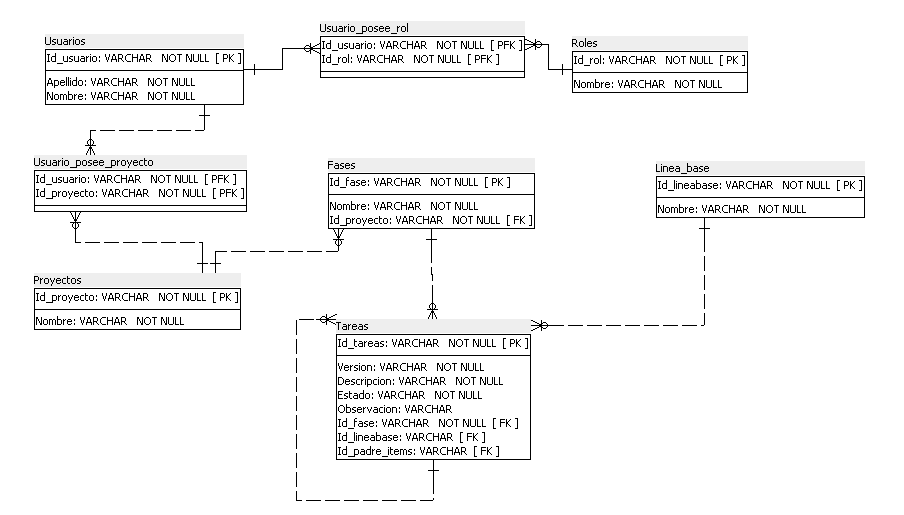 Usuario_posee_rol
Id_usuario: VARCHAR NOT NULL [ PFK ]
Id_rol: VARCHAR NOT NULL [ PFK ]
Usuarios
Id_usuario: VARCHAR NOT NULL [ PK ]
Apellido: VARCHAR NOT NULL
Nombre: VARCHAR NOT NULL
Roles
Id_rol: VARCHAR NOT NULL [ PK ]
Nombre: VARCHAR NOT NULL
Usuario_posee_proyecto
Id_usuario: VARCHAR NOT NULL [ PFK ]
Id_proyecto: VARCHAR NOT NULL [ PFK ]
Fases
Id_fase: VARCHAR NOT NULL [ PK ]
Nombre: VARCHAR NOT NULL
Id_proyecto: VARCHAR NOT NULL [ FK ]
Linea_base
Id_lineabase: VARCHAR NOT NULL [ PK ]
Nombre: VARCHAR NOT NULL
Proyectos
Id_proyecto: VARCHAR NOT NULL [ PK ]
Nombre: VARCHAR NOT NULL
Tareas
Id_tareas: VARCHAR NOT NULL [ PK ]
Version: VARCHAR NOT NULL
Descripcion: VARCHAR NOT NULL
Estado: VARCHAR NOT NULL
Observacion: VARCHAR
Id_fase: VARCHAR NOT NULL [ FK ]
Id_lineabase: VARCHAR [ FK ]
Id_padre_items: VARCHAR [ FK ]